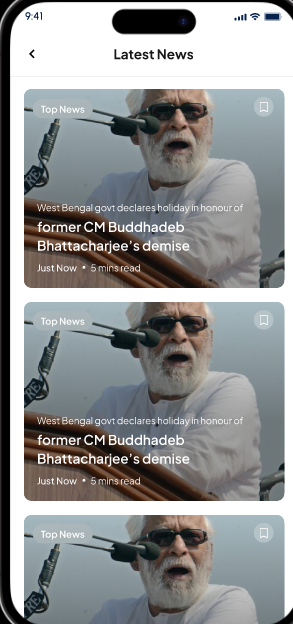 9:41
Latest News
Top News
West Bengal govt declares holiday in honour of
former CM Buddhadeb
Bhattacharjee's demise
Just Now • 5 mins read
Top News
West Bengal govt declares holiday in honour of
former CM Buddhadeb
Bhattacharjee's demise
Just Now • 5 mins read
Top News